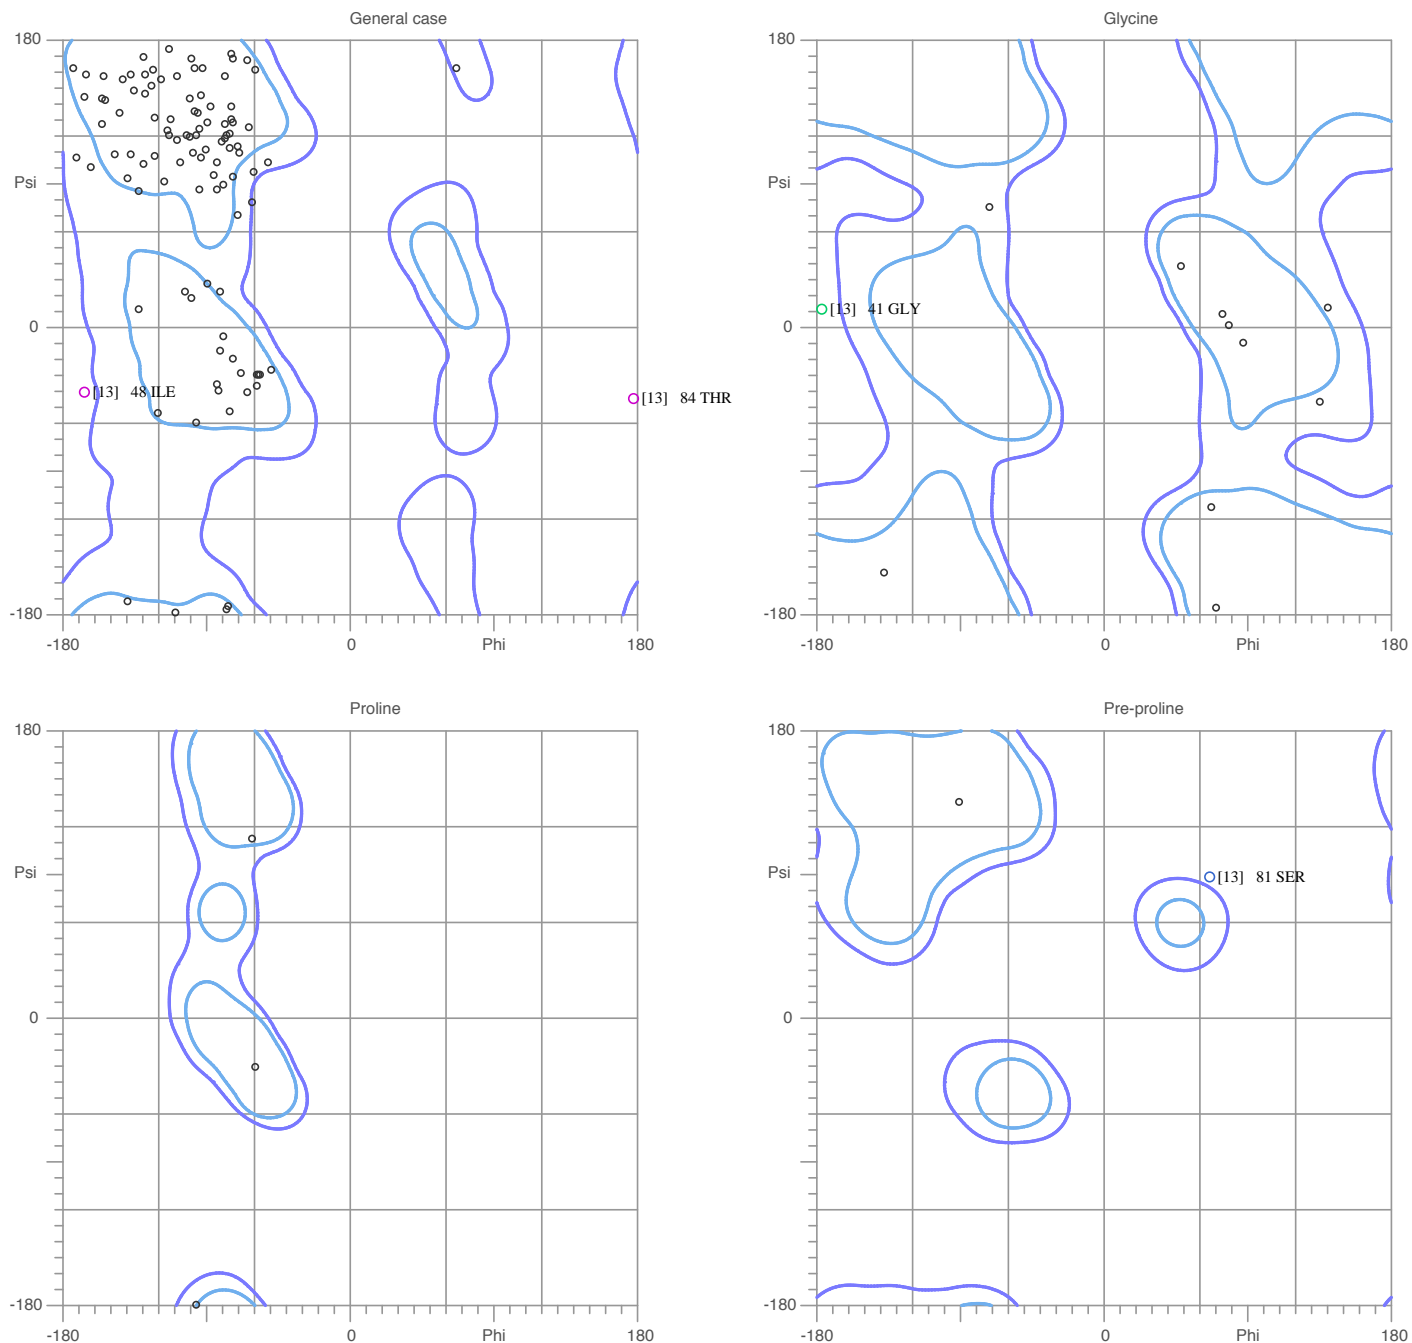 General case
Glycine
180
180
Psi
Psi
0
[13] 41 GLY
0
[13] 48 ILE
[13] 84 THR
-180
-180
-180 0 Phi 180
-180 0 Phi 180
Proline
Pre-proline
180
180
Psi
Psi
[13] 81 SER
0
0
-180
-180
-180 0 Phi 180
-180 0 Phi 180